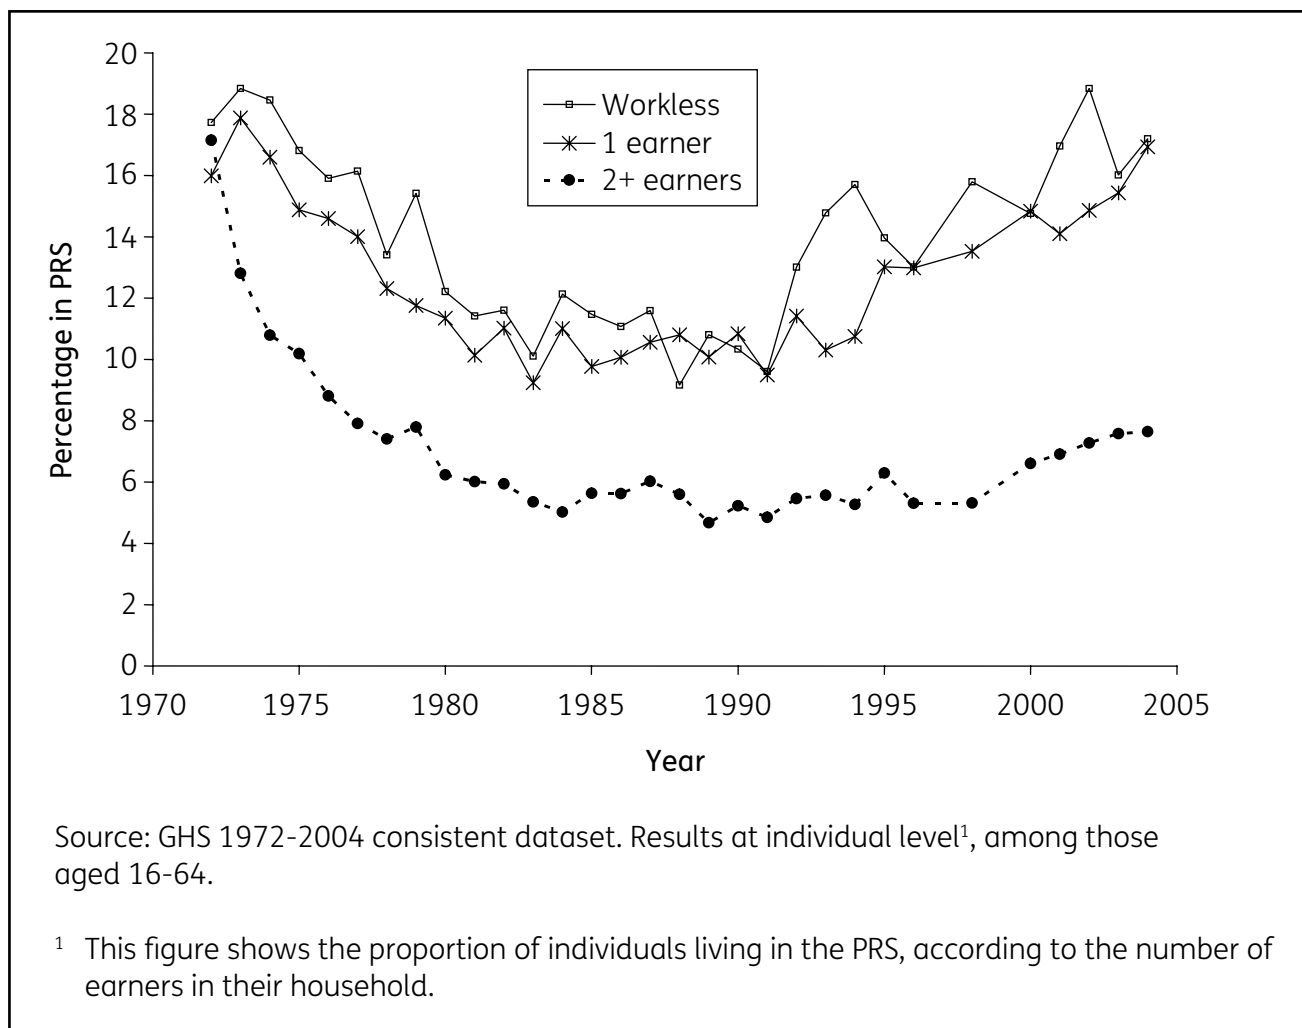 20
18
16
14
12
10
8
6
4
2
0
Percentage in PRS
Workless
1 earner
2+ earners
1970 1975 1980 1985 1990 1995 2000 2005
Year
Source: GHS 1972-2004 consistent dataset. Results at individual level¹, among those
aged 16-64.
¹ This figure shows the proportion of individuals living in the PRS, according to the number of
earners in their household.